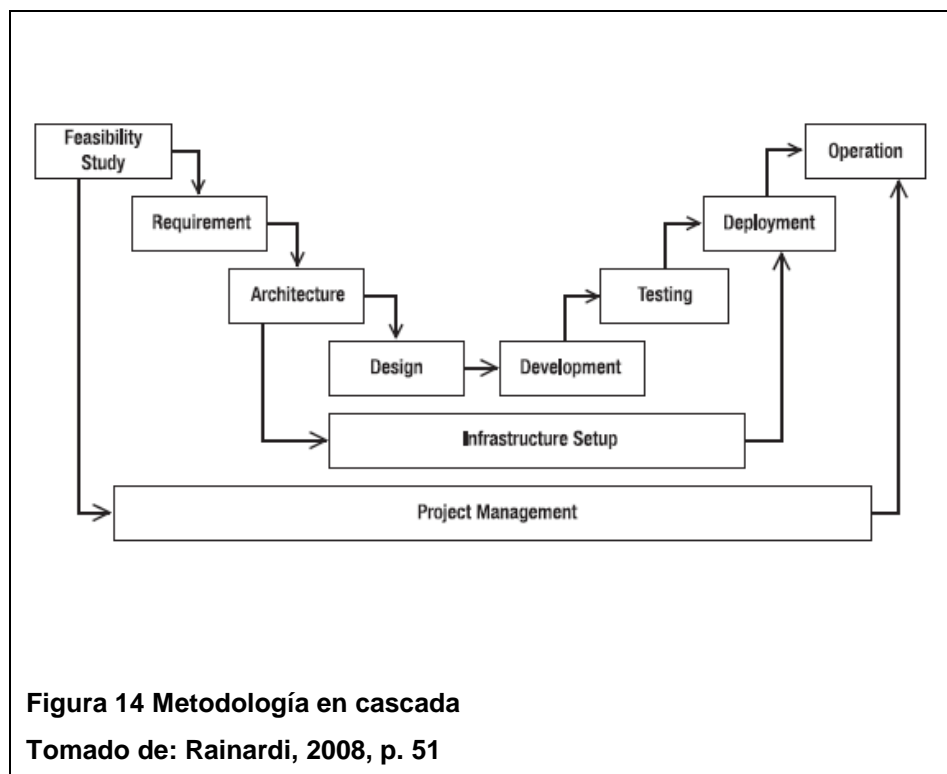 Feasibility
Study
Operation
Requirement
Deployment
Architecture
Testing
Design
Development
Infrastructure Setup
Project Management
Figura 14 Metodología en cascada
Tomado de: Rainardi, 2008, p. 51